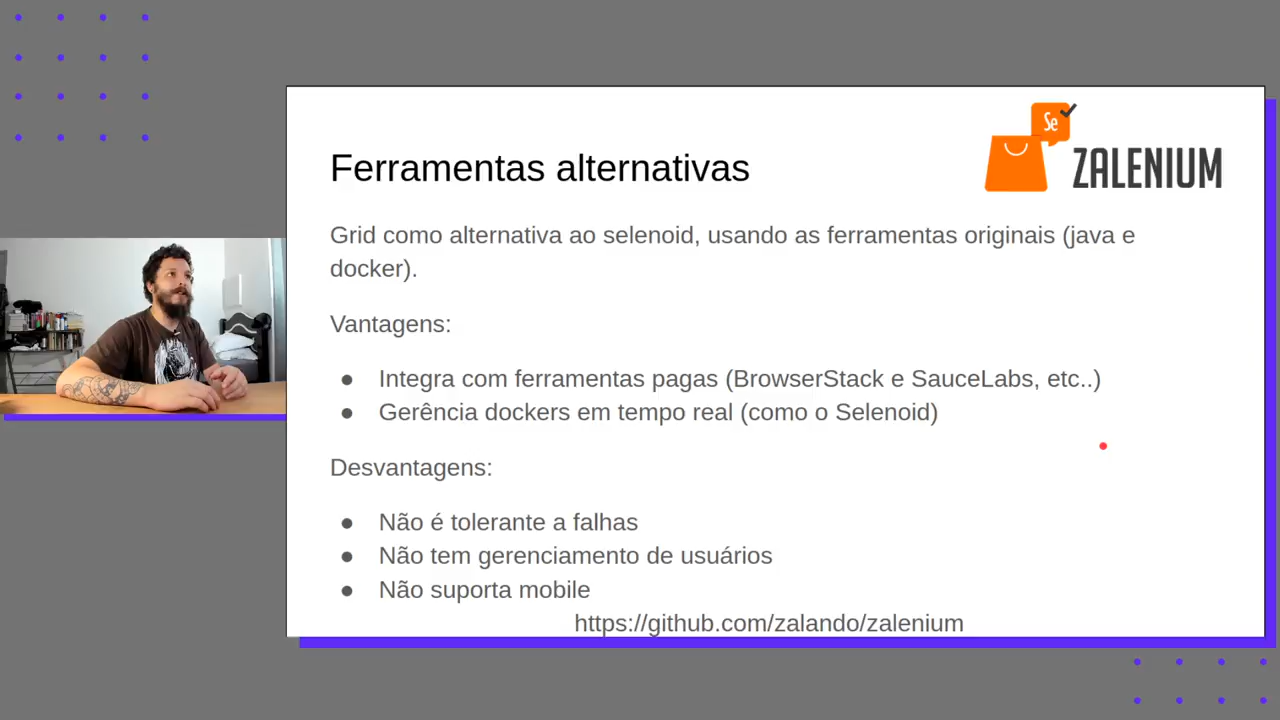 Se
ZALENIUM
Ferramentas alternativas
Grid como alternativa ao selenoid, usando as ferramentas originais (java e
docker).
Vantagens:
● Integra com ferramentas pagas (BrowserStack e SauceLabs, etc..)
● Gerência dockers em tempo real (como o Selenoid)
Desvantagens:
● Não é tolerante a falhas
● Não tem gerenciamento de usuários
● Não suporta mobile
https://github.com/zalando/zalenium